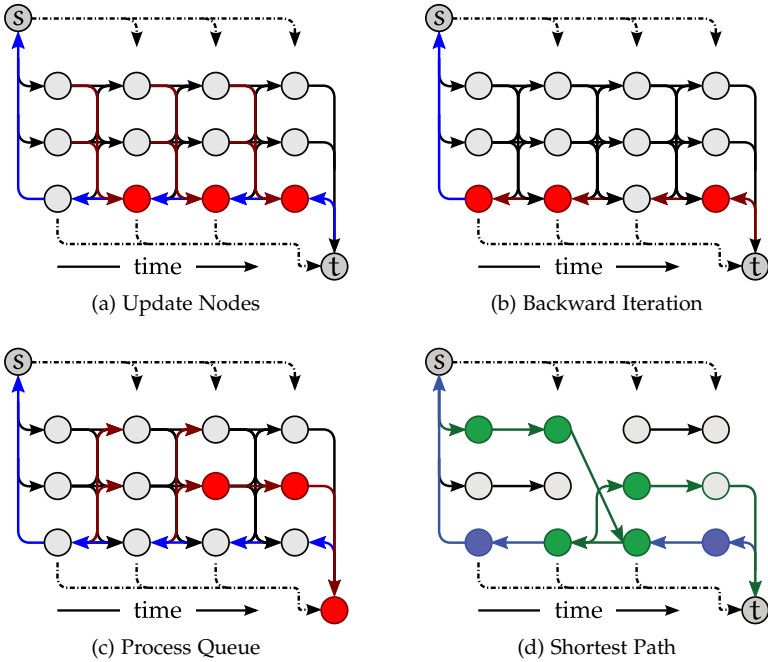 s
s
time
t
time
t
(a) Update Nodes
(b) Backward Iteration
s
s
time
time
t
(c) Process Queue
(d) Shortest Path